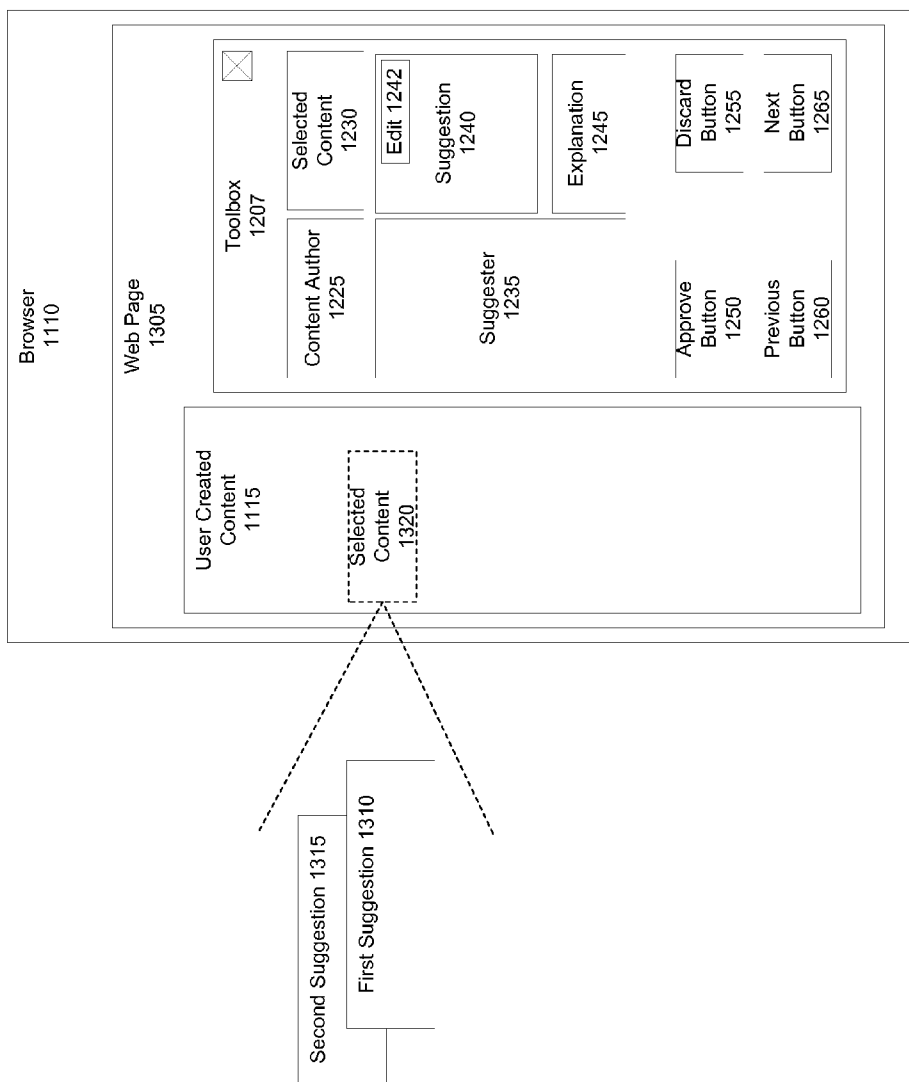 Browser
1110
Web Page
1305
User Created
Content
1115
Selected
Content
1320
Second Suggestion 1315
First Suggestion 1310
Toolbox
1207
Content Author
1225
Selected
Content
1230
Suggester
1235
Edit 1242
Suggestion
1240
Explanation
1245
Approve
Button
1250
Discard
Button
1255
Previous
Button
1260
Next
Button
1265